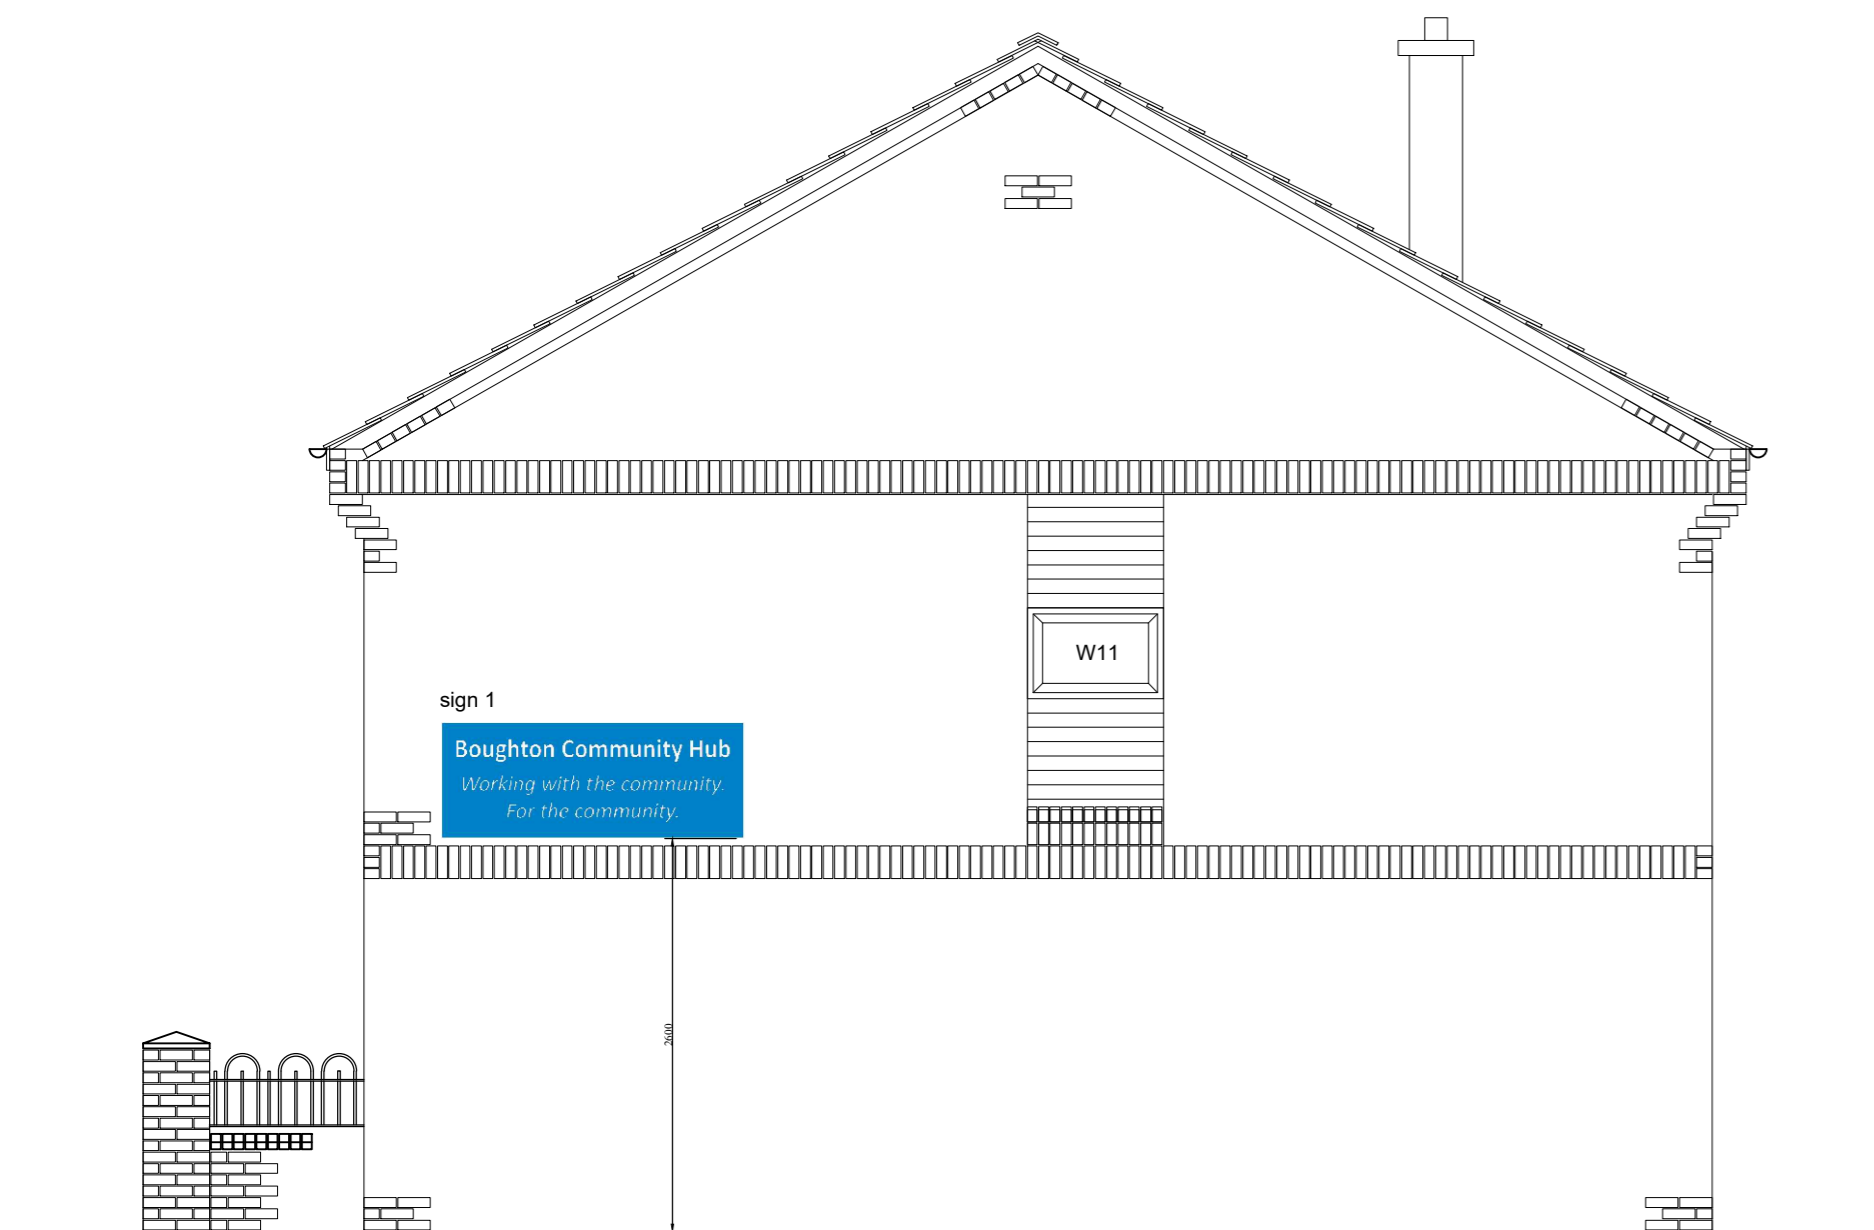 W11
sign 1
Boughton Community Hub
Working with the community.
For the community.
2600